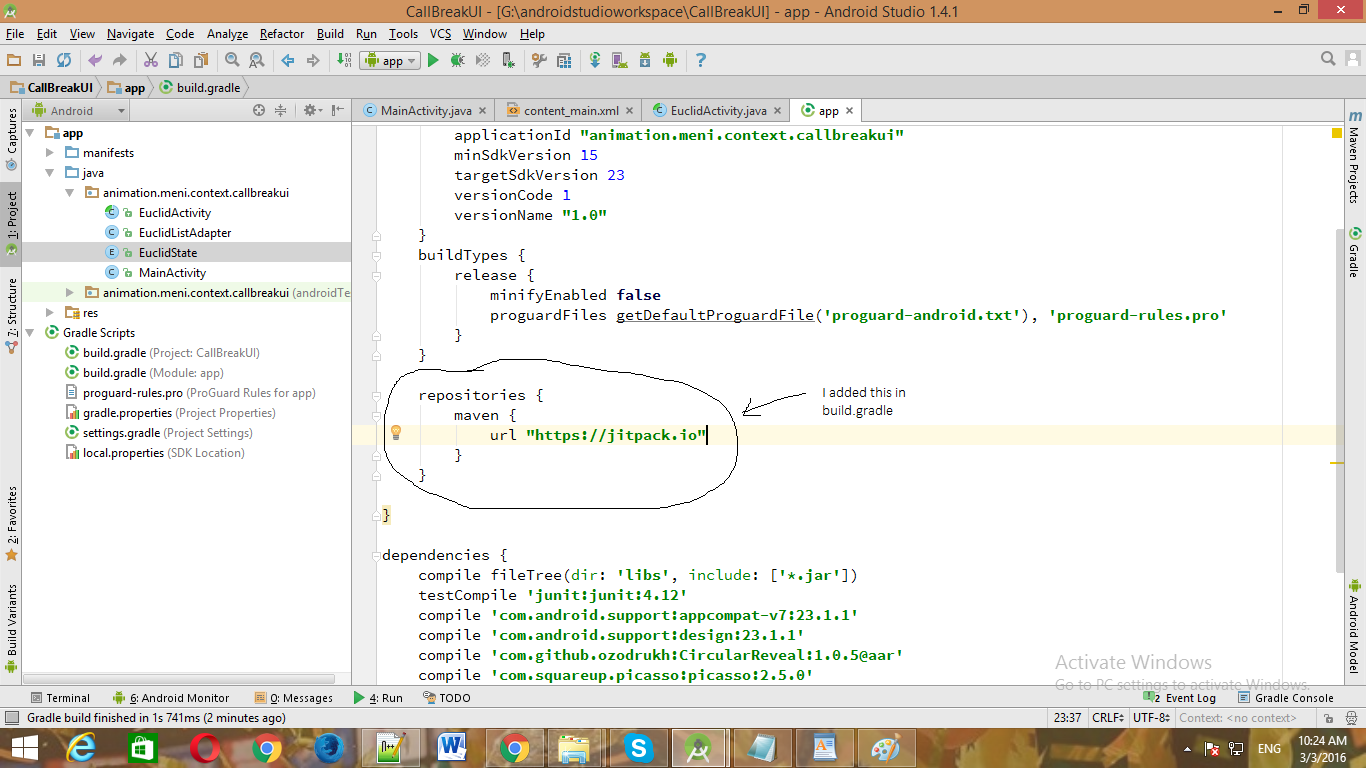 CallBreakUI - [G:\androidstudioworkspace\CallBreakUI] - app - Android Studio 1.4.1
File Edit View Navigate Code Analyze Refactor Build Run Tools VCS Window Help
app
CallBreakUI app build.gradle
Android
MainActivity.java content_main.xml EuclidActivity.java app
Captures
1: Project
7: Structure
2: Favorites
Build Variants
app
manifests
java
animation.meni.context.callbreakui
EuclidActivity
EuclidListAdapter
EuclidState
MainActivity
animation.meni.context.callbreakui (androidTe
res
Gradle Scripts
build.gradle (Project: CallBreakUI)
build.gradle (Module: app)
proguard-rules.pro (ProGuard Rules for app)
gradle.properties (Project Properties)
settings.gradle (Project Settings)
local.properties (SDK Location)
applicationId "animation.meni.context.callbreakui"
minSdkVersion 15
targetSdkVersion 23
versionCode 1
versionName "1.0"
}
buildTypes {
release {
minifyEnabled false
proguardFiles getDefaultProguardFile('proguard-android.txt'), 'proguard-rules.pro'
}
}
repositories {
maven {
url "https://jitpack.io"
}
}
}
I added this in
build.gradle
dependencies {
compile fileTree(dir: 'libs', include: ['*.jar'])
testCompile 'junit:junit:4.12'
compile 'com.android.support:appcompat-v7:23.1.1'
compile 'com.android.support:design:23.1.1'
compile 'com.github.ozodrukh:CircularReveal:1.0.5@aar'
compile 'com.squareup.picasso:picasso:2.5.0'
Maven Projects
Gradle
Android Model
Activate Windows
Go to PC settings to activate Windows.
Terminal 6: Android Monitor 0: Messages 4: Run TODO 2 Event Log Gradle Console
Gradle build finished in 1s 741ms (2 minutes ago) 23:37 CRLF UTF-8 Context: <no context>
ENG 10:24 AM
3/3/2016